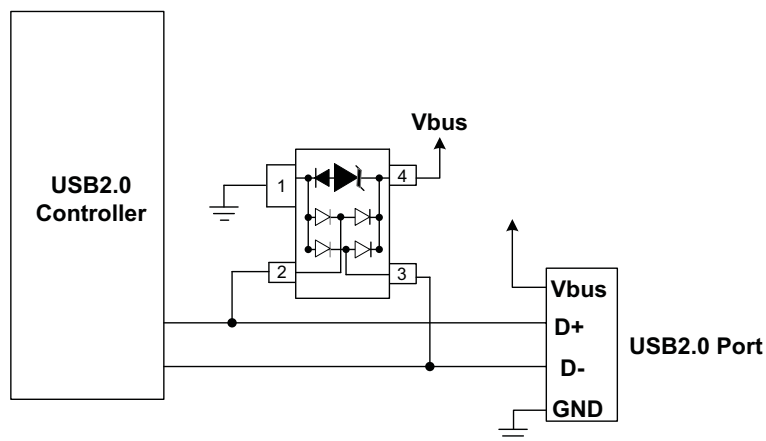 Vbus
USB2.0
Controller
1
4
2
3
Vbus
D+
D-
GND
USB2.0 Port